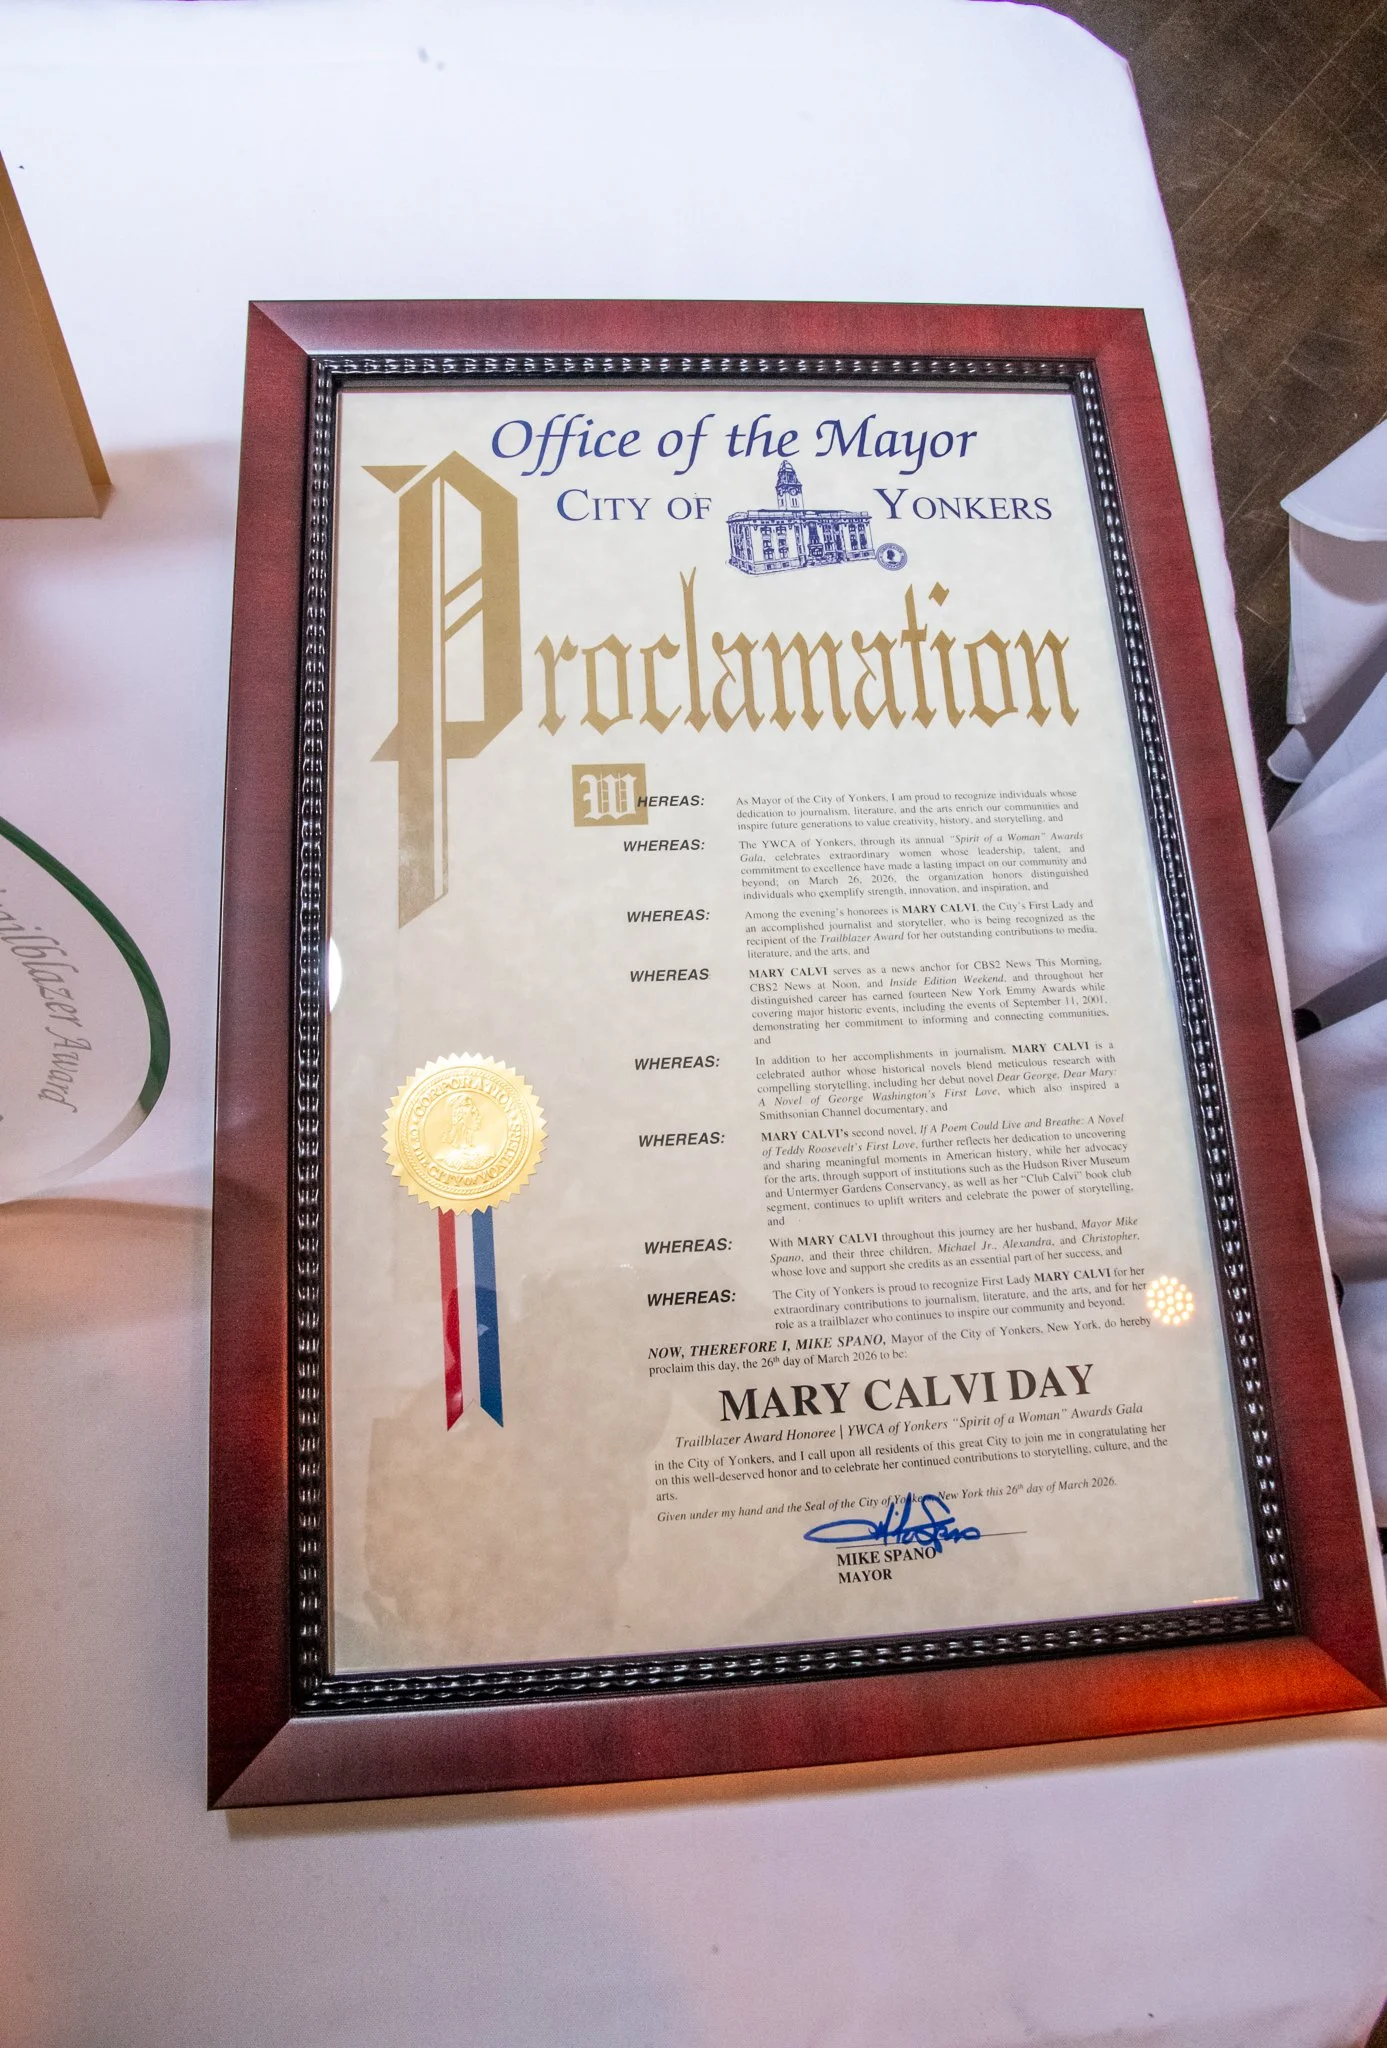 Office of the Mayor
CITY OF YONKERS
Proclamation
WHEREAS: As Mayor of the City of Yonkers, I am proud to recognize individuals whose
dedication to journalism, literature, and the arts enrich our communities and
inspire future generations to value creativity, history, and storytelling, and
WHEREAS: The YWCA of Yonkers, through its annual "Spirit of a Woman" Awards
Gala, celebrates extraordinary women whose leadership, talent, and
commitment to excellence have made a lasting impact on our community and
beyond; on March 26, 2026, the organization honors distinguished
individuals who exemplify strength, innovation, and inspiration, and
WHEREAS: Among the evening's honorees is MARY CALVI, the City's First Lady and
an accomplished journalist and storyteller, who is being recognized as the
recipient of the Trailblazer Award for her outstanding contributions to media,
literature, and the arts, and
WHEREAS MARY CALVI serves as a news anchor for CBS2 News This Morning,
CBS2 News at Noon, and Inside Edition Weekend, and throughout her
distinguished career has earned fourteen New York Emmy Awards while
covering major historic events, including the events of September 11, 2001,
demonstrating her commitment to informing and connecting communities,
and
WHEREAS: In addition to her accomplishments in journalism, MARY CALVI is a
celebrated author whose historical novels blend meticulous research with
compelling storytelling, including her debut novel Dear George, Dear Mary:
A Novel of George Washington's First Love, which also inspired a
Smithsonian Channel documentary, and
WHEREAS: MARY CALVI's second novel, If A Poem Could Live and Breathe: A Novel
of Teddy Roosevelt's First Love, further reflects her dedication to uncovering
and sharing meaningful moments in American history, while her advocacy
for the arts, through support of institutions such as the Hudson River Museum
and Untermyer Gardens Conservancy, as well as her "Club Calvi" book club
segment, continues to uplift writers and celebrate the power of storytelling,
and
WHEREAS: With MARY CALVI throughout this journey are her husband, Mayor Mike
Spano, and their three children, Michael Jr., Alexandra, and Christopher,
whose love and support she credits as an essential part of her success, and
WHEREAS: The City of Yonkers is proud to recognize First Lady MARY CALVI for her
extraordinary contributions to journalism, literature, and the arts, and for her
role as a trailblazer who continues to inspire our community and beyond.
NOW, THEREFORE I, MIKE SPANO, Mayor of the City of Yonkers, New York, do hereby
proclaim this day, the 26th day of March 2026 to be:
MARY CALVI DAY
Trailblazer Award Honoree | YWCA of Yonkers "Spirit of a Woman" Awards Gala
in the City of Yonkers, and I call upon all residents of this great City to join me in congratulating her
on this well-deserved honor and to celebrate her continued contributions to storytelling, culture, and the
arts.
Given under my hand and the Seal of the City of Yonkers, New York this 26th day of March 2026.
Mike Spano
MIKE SPANO
MAYOR
CORPORATION
OF THE CITY OF YONKERS
Trailblazer Award